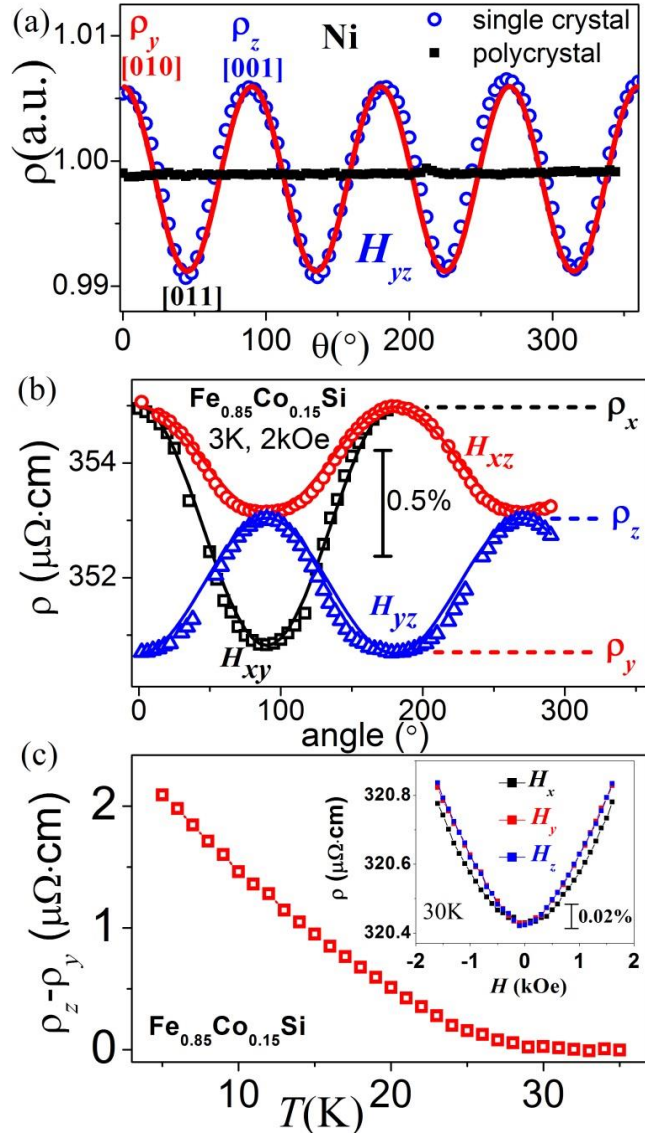 (a)
1.01
ρy
[010]
ρz
[001]
Ni
single crystal
polycrystal
ρ(a.u.)
1.00
0.99
[011]
Hyz
0
100
200
300
θ(°)
(b)
Fe0.85Co0.15Si
3K, 2kOe
ρx
Hxz
0.5%
ρz
ρ (μΩ·cm)
354
352
Hyz
Hxy
ρy
0
100
200
300
angle (°)
(c)
ρz-ρy (μΩ·cm)
2
1
0
Fe0.85Co0.15Si
10
15
20
25
30
35
T(K)
320.8
320.6
320.4
ρ (μΩ·cm)
Hx
Hy
Hz
30K
0.02%
-2
-1
0
1
2
H (kOe)